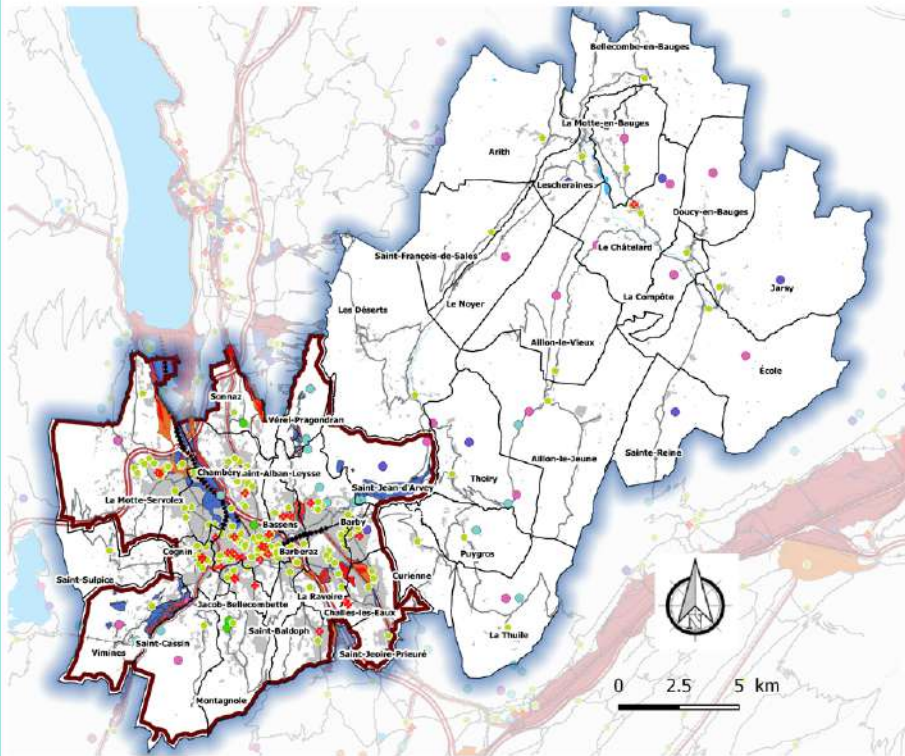 Bellecombe-en-Bauges
La Motte-en-Bauges
Arith
Lescheraines
Doucy-en-Bauges
Le Châtelard
Saint-François-de-Sales
Jarsy
La Compôte
Le Noyer
Les Déserts
Aillon-le-Vieux
École
Sonnaz
Vérel-Pragondran
Sainte-Reine
Aillon-le-Jeune
Chambéry
aint-Alban-Leysse
Thoiry
Saint-Jean-d'Arvey
La Motte-Servolex
Bassens
Barby
Cognin
Barberaz
Puygros
Saint-Sulpice
Curienne
La Ravoire
Jacob-Bellecombette
Challes-les-Eaux
Saint-Baldoph
La Thuile
Saint-Cassin
Vimines
Saint-Jeoire-Prieuré
Montagnole
N
0 2.5 5 km